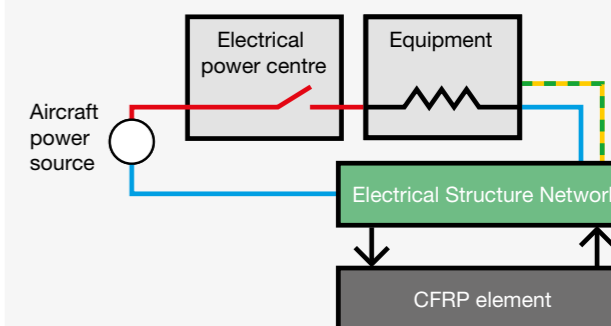 Electrical
power centre
Equipment
Aircraft
power
source
Electrical Structure Network
CFRP element